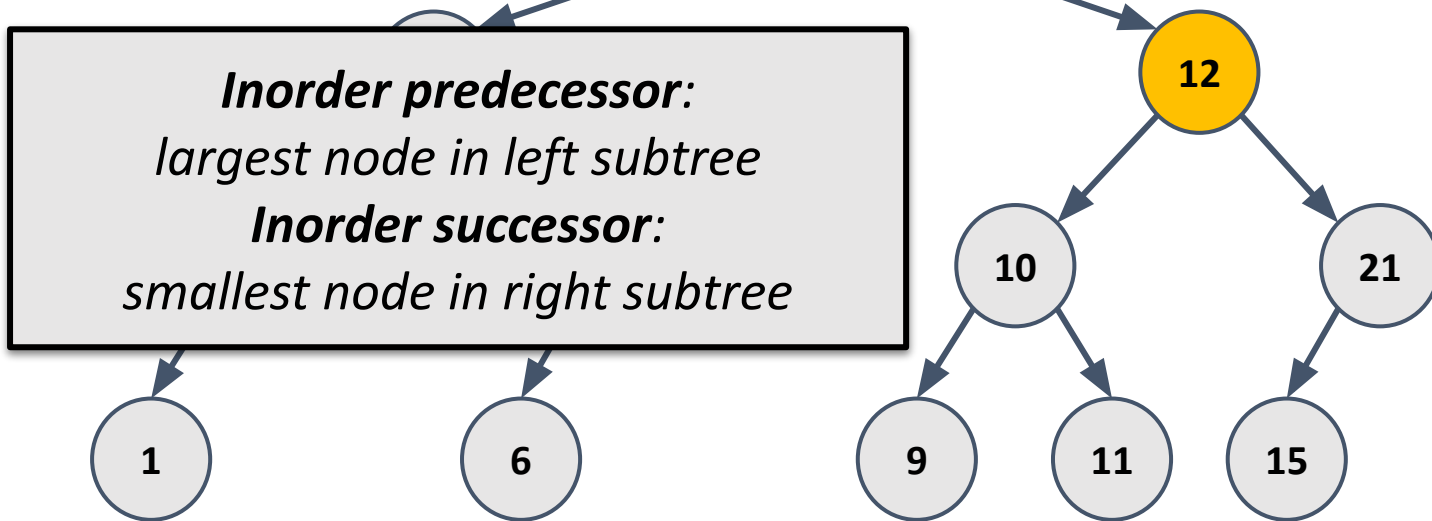 12
Inorder predecessor:
largest node in left subtree
Inorder successor:
smallest node in right subtree
10
21
1
6
9
11
15